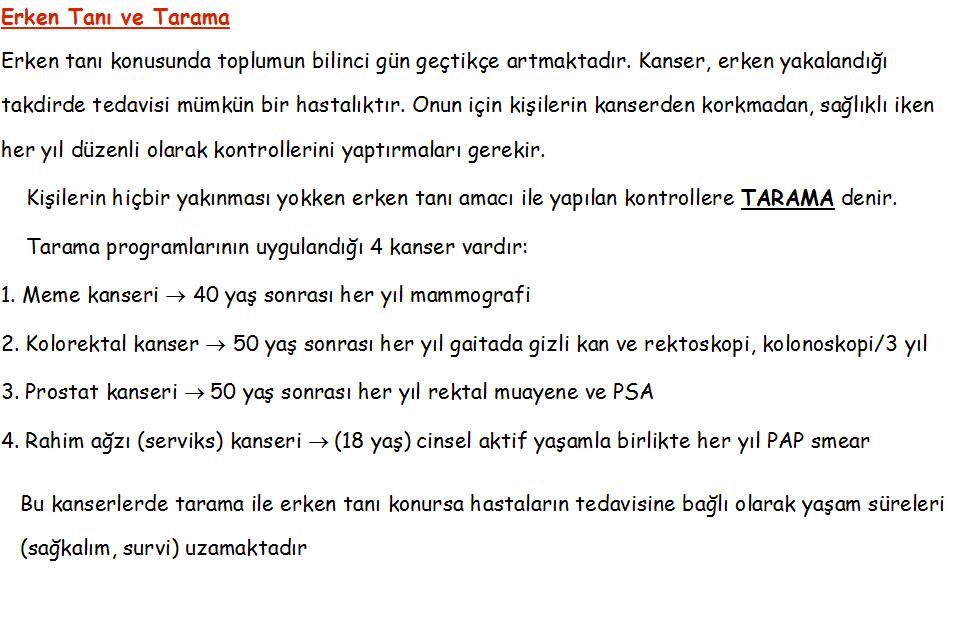 Erken Tanı ve Tarama
Erken tanı konusunda toplumun bilinci gün geçtikçe artmaktadır. Kanser, erken yakalandığı
takdirde tedavisi mümkün bir hastalıktır. Onun için kişilerin kanserden korkmadan, sağlıklı iken
her yıl düzenli olarak kontrollerini yaptırmaları gerekir.
Kişilerin hiçbir yakınması yokken erken tanı amacı ile yapılan kontrollere TARAMA denir.
Tarama programlarının uygulandığı 4 kanser vardır:
1. Meme kanseri → 40 yaş sonrası her yıl mammografi
2. Kolorektal kanser → 50 yaş sonrası her yıl gaitada gizli kan ve rektoskopi, kolonoskopi/3 yıl
3. Prostat kanseri → 50 yaş sonrası her yıl rektal muayene ve PSA
4. Rahim ağzı (serviks) kanseri → (18 yaş) cinsel aktif yaşamla birlikte her yıl PAP smear
Bu kanserlerde tarama ile erken tanı konursa hastaların tedavisine bağlı olarak yaşam süreleri
(sağkalım, survi) uzamaktadır